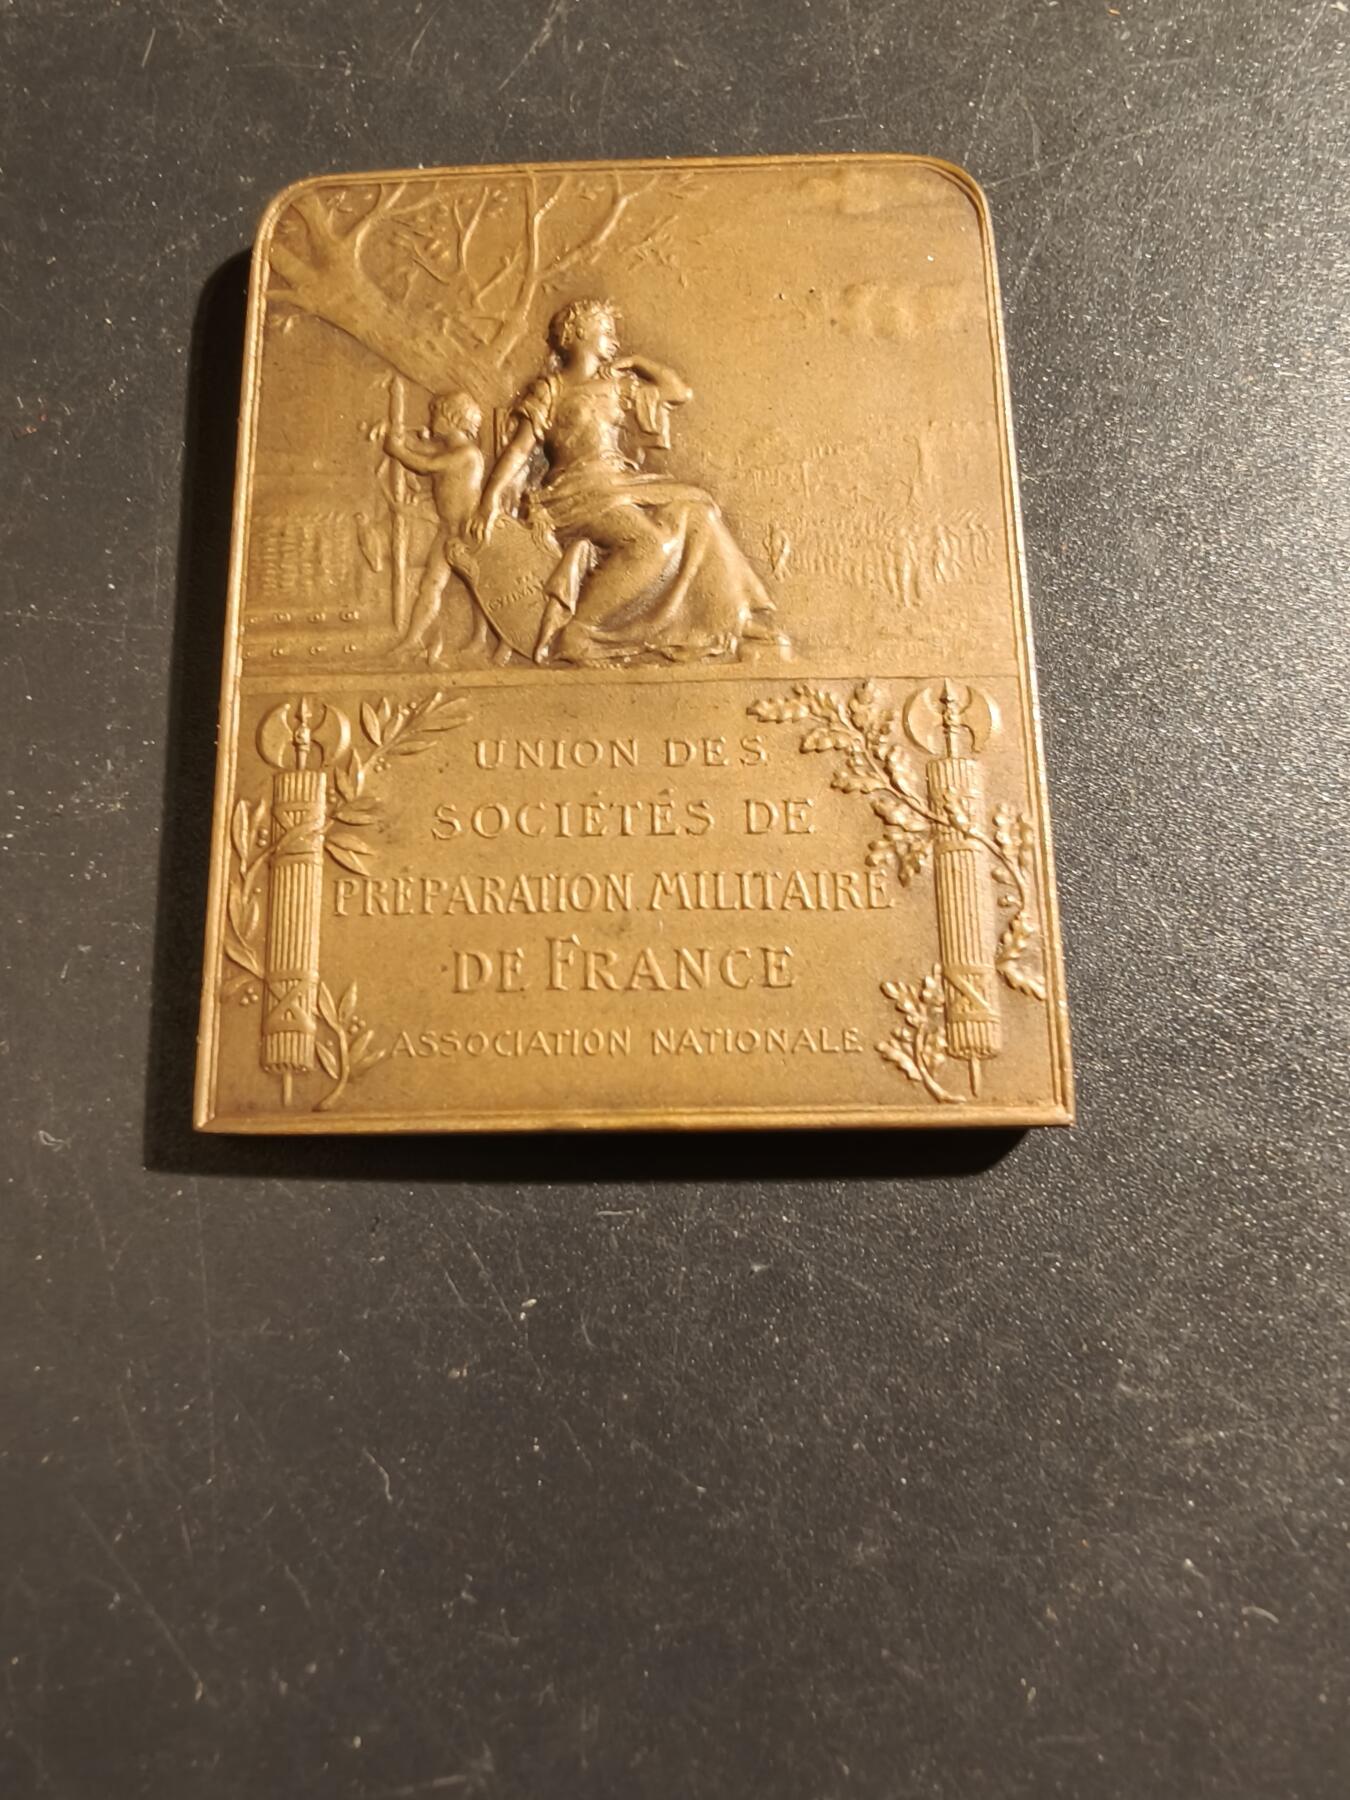 UNION DES
SOCIÉTÉS DE
PRÉPARATION MILITAIRE
DE FRANCE
ASSOCIATION NATIONALE